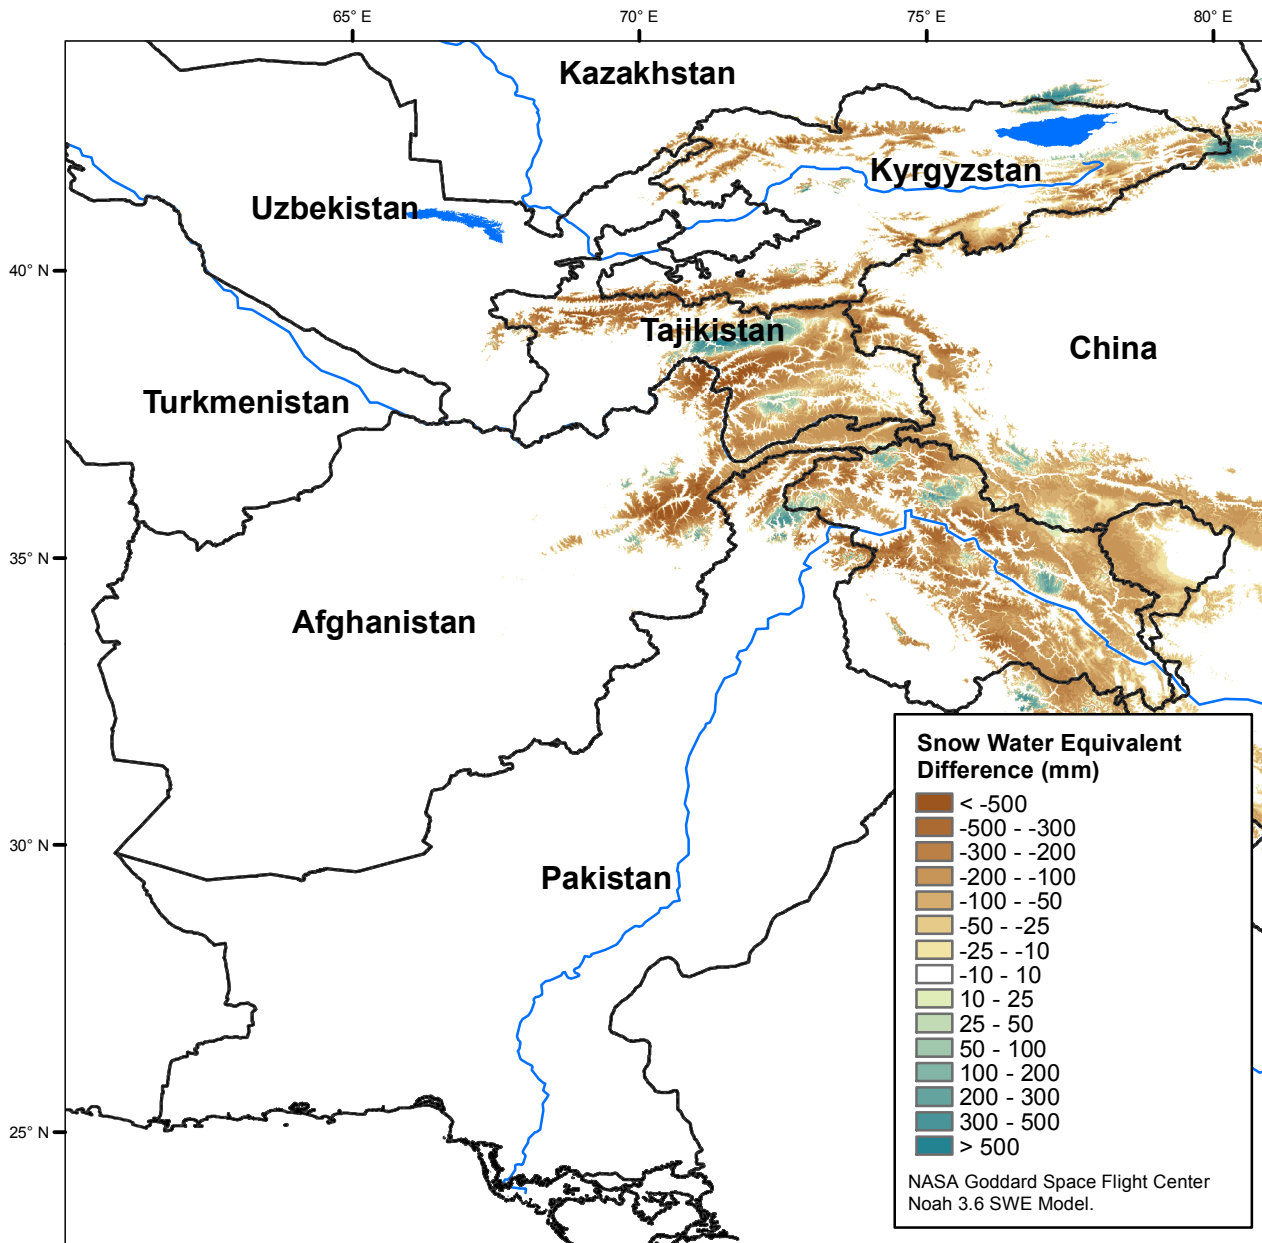 65° E
70° E
75° E
80° E
Kazakhstan
Kyrgyzstan
Uzbekistan
40° N
Tajikistan
China
Turkmenistan
35° N
Afghanistan
30° N
Pakistan
25° N
Snow Water Equivalent
Difference (mm)
< -500
-500 - -300
-300 - -200
-200 - -100
-100 - -50
-50 - -25
-25 - -10
-10 - 10
10 - 25
25 - 50
50 - 100
100 - 200
200 - 300
300 - 500
> 500
NASA Goddard Space Flight Center
Noah 3.6 SWE Model.